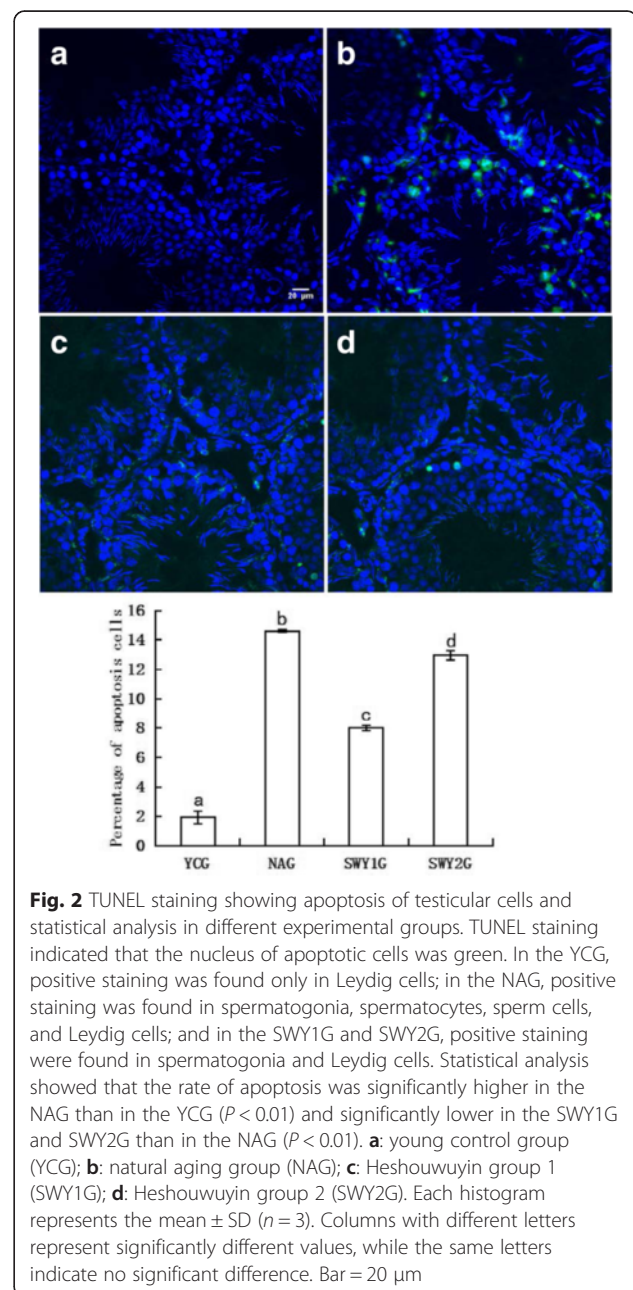 a
b
20 µm
c
d
Percentage of apoptosis cells
16
14
12
10
8
6
4
2
0
a
b
c
d
YCG NAG SWY1G SWY2G
Fig. 2 TUNEL staining showing apoptosis of testicular cells and
statistical analysis in different experimental groups. TUNEL staining
indicated that the nucleus of apoptotic cells was green. In the YCG,
positive staining was found only in Leydig cells; in the NAG, positive
staining was found in spermatogonia, spermatocytes, sperm cells,
and Leydig cells; and in the SWY1G and SWY2G, positive staining
were found in spermatogonia and Leydig cells. Statistical analysis
showed that the rate of apoptosis was significantly higher in the
NAG than in the YCG (P < 0.01) and significantly lower in the SWY1G
and SWY2G than in the NAG (P < 0.01). a: young control group
(YCG); b: natural aging group (NAG); c: Heshouwuyin group 1
(SWY1G); d: Heshouwuyin group 2 (SWY2G). Each histogram
represents the mean ± SD (n = 3). Columns with different letters
represent significantly different values, while the same letters
indicate no significant difference. Bar = 20 µm